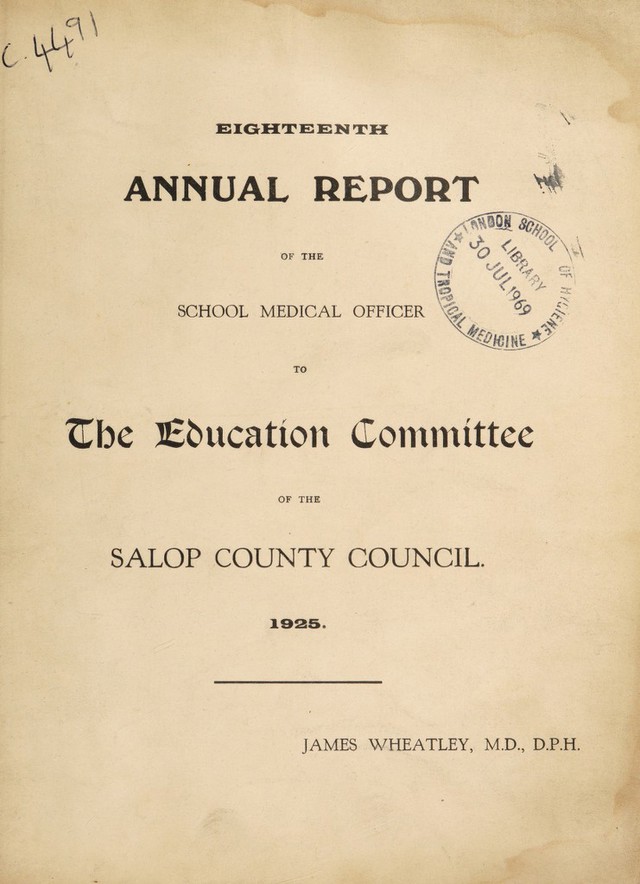 C.4491
EIGHTEENTH
ANNUAL REPORT
OF THE
SCHOOL MEDICAL OFFICER
TO
The Education Committee
OF THE
SALOP COUNTY COUNCIL.
1925.
JAMES WHEATLEY, M.D., D.P.H.
LONDON SCHOOL OF HYGIENE
AND TROPICAL MEDICINE
LIBRARY
30 JUL 1969